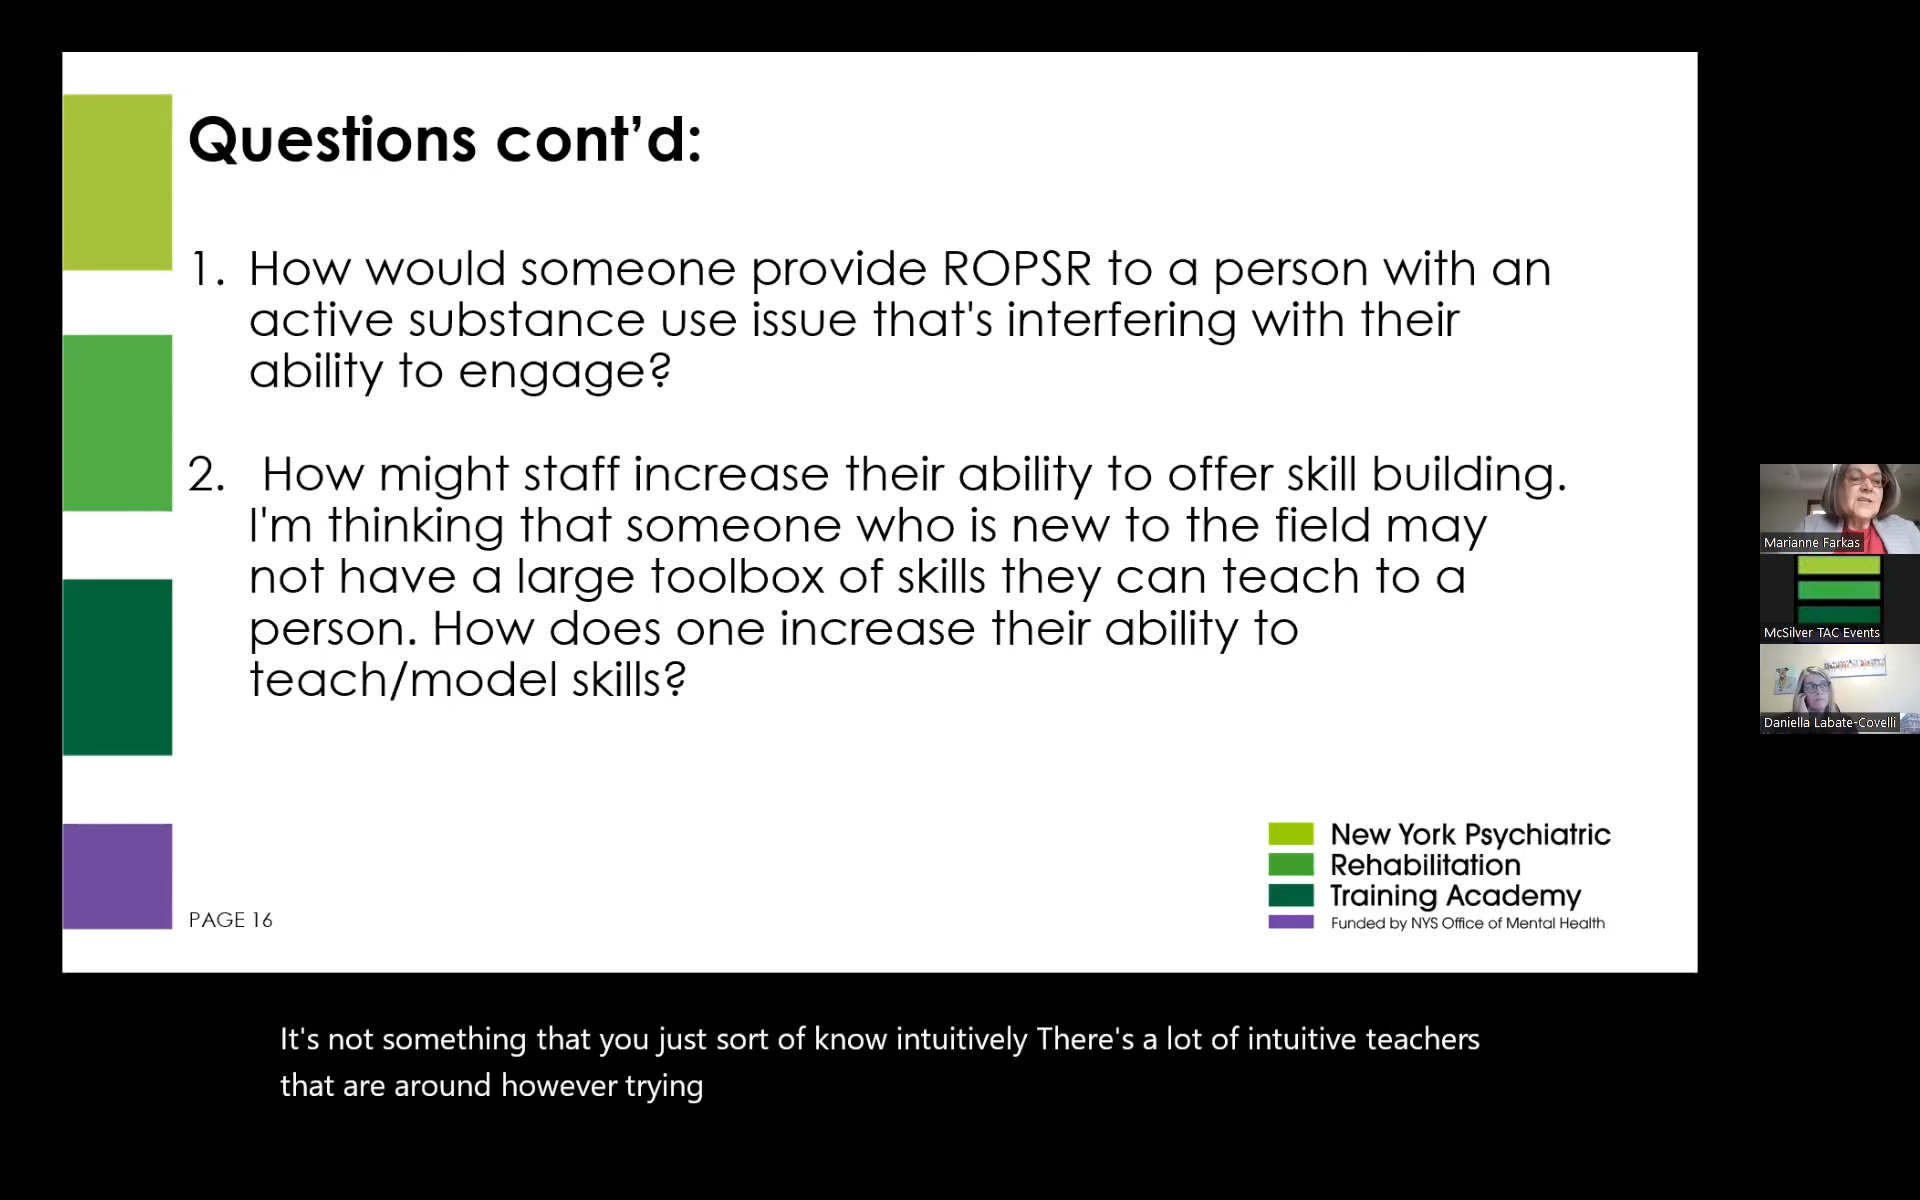 Questions cont’d:
1. How would someone provide ROPSR to a person with an
active substance use issue that's interfering with their
ability to engage?
2. How might staff increase their ability to offer skill building.
I'm thinking that someone who is new to the field may
not have a large toolbox of skills they can teach to a
person. How does one increase their ability to
teach/model skills?
PAGE 16
New York Psychiatric
Rehabilitation
Training Academy
Funded by NYS Office of Mental Health
Marianne Farkas
McSilver TAC Events
Daniella Labate-Covelli
It's not something that you just sort of know intuitively There's a lot of intuitive teachers
that are around however trying